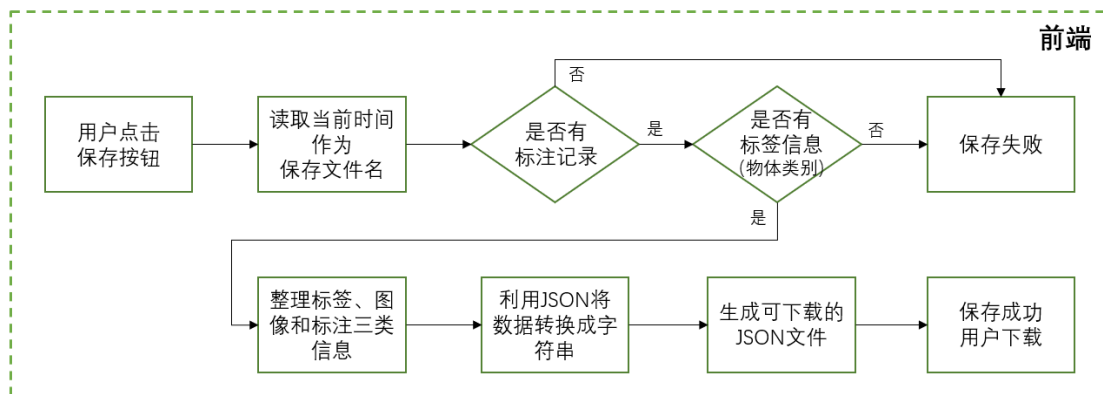 前端
用户点击
保存按钮
读取当前时间
作为
保存文件名
是否有
标注记录
否
是
是否有
标签信息
(物体类别)
否
保存失败
是
整理标签、图
像和标注三类
信息
利用JSON将
数据转换成字
符串
生成可下载的
JSON文件
保存成功
用户下载